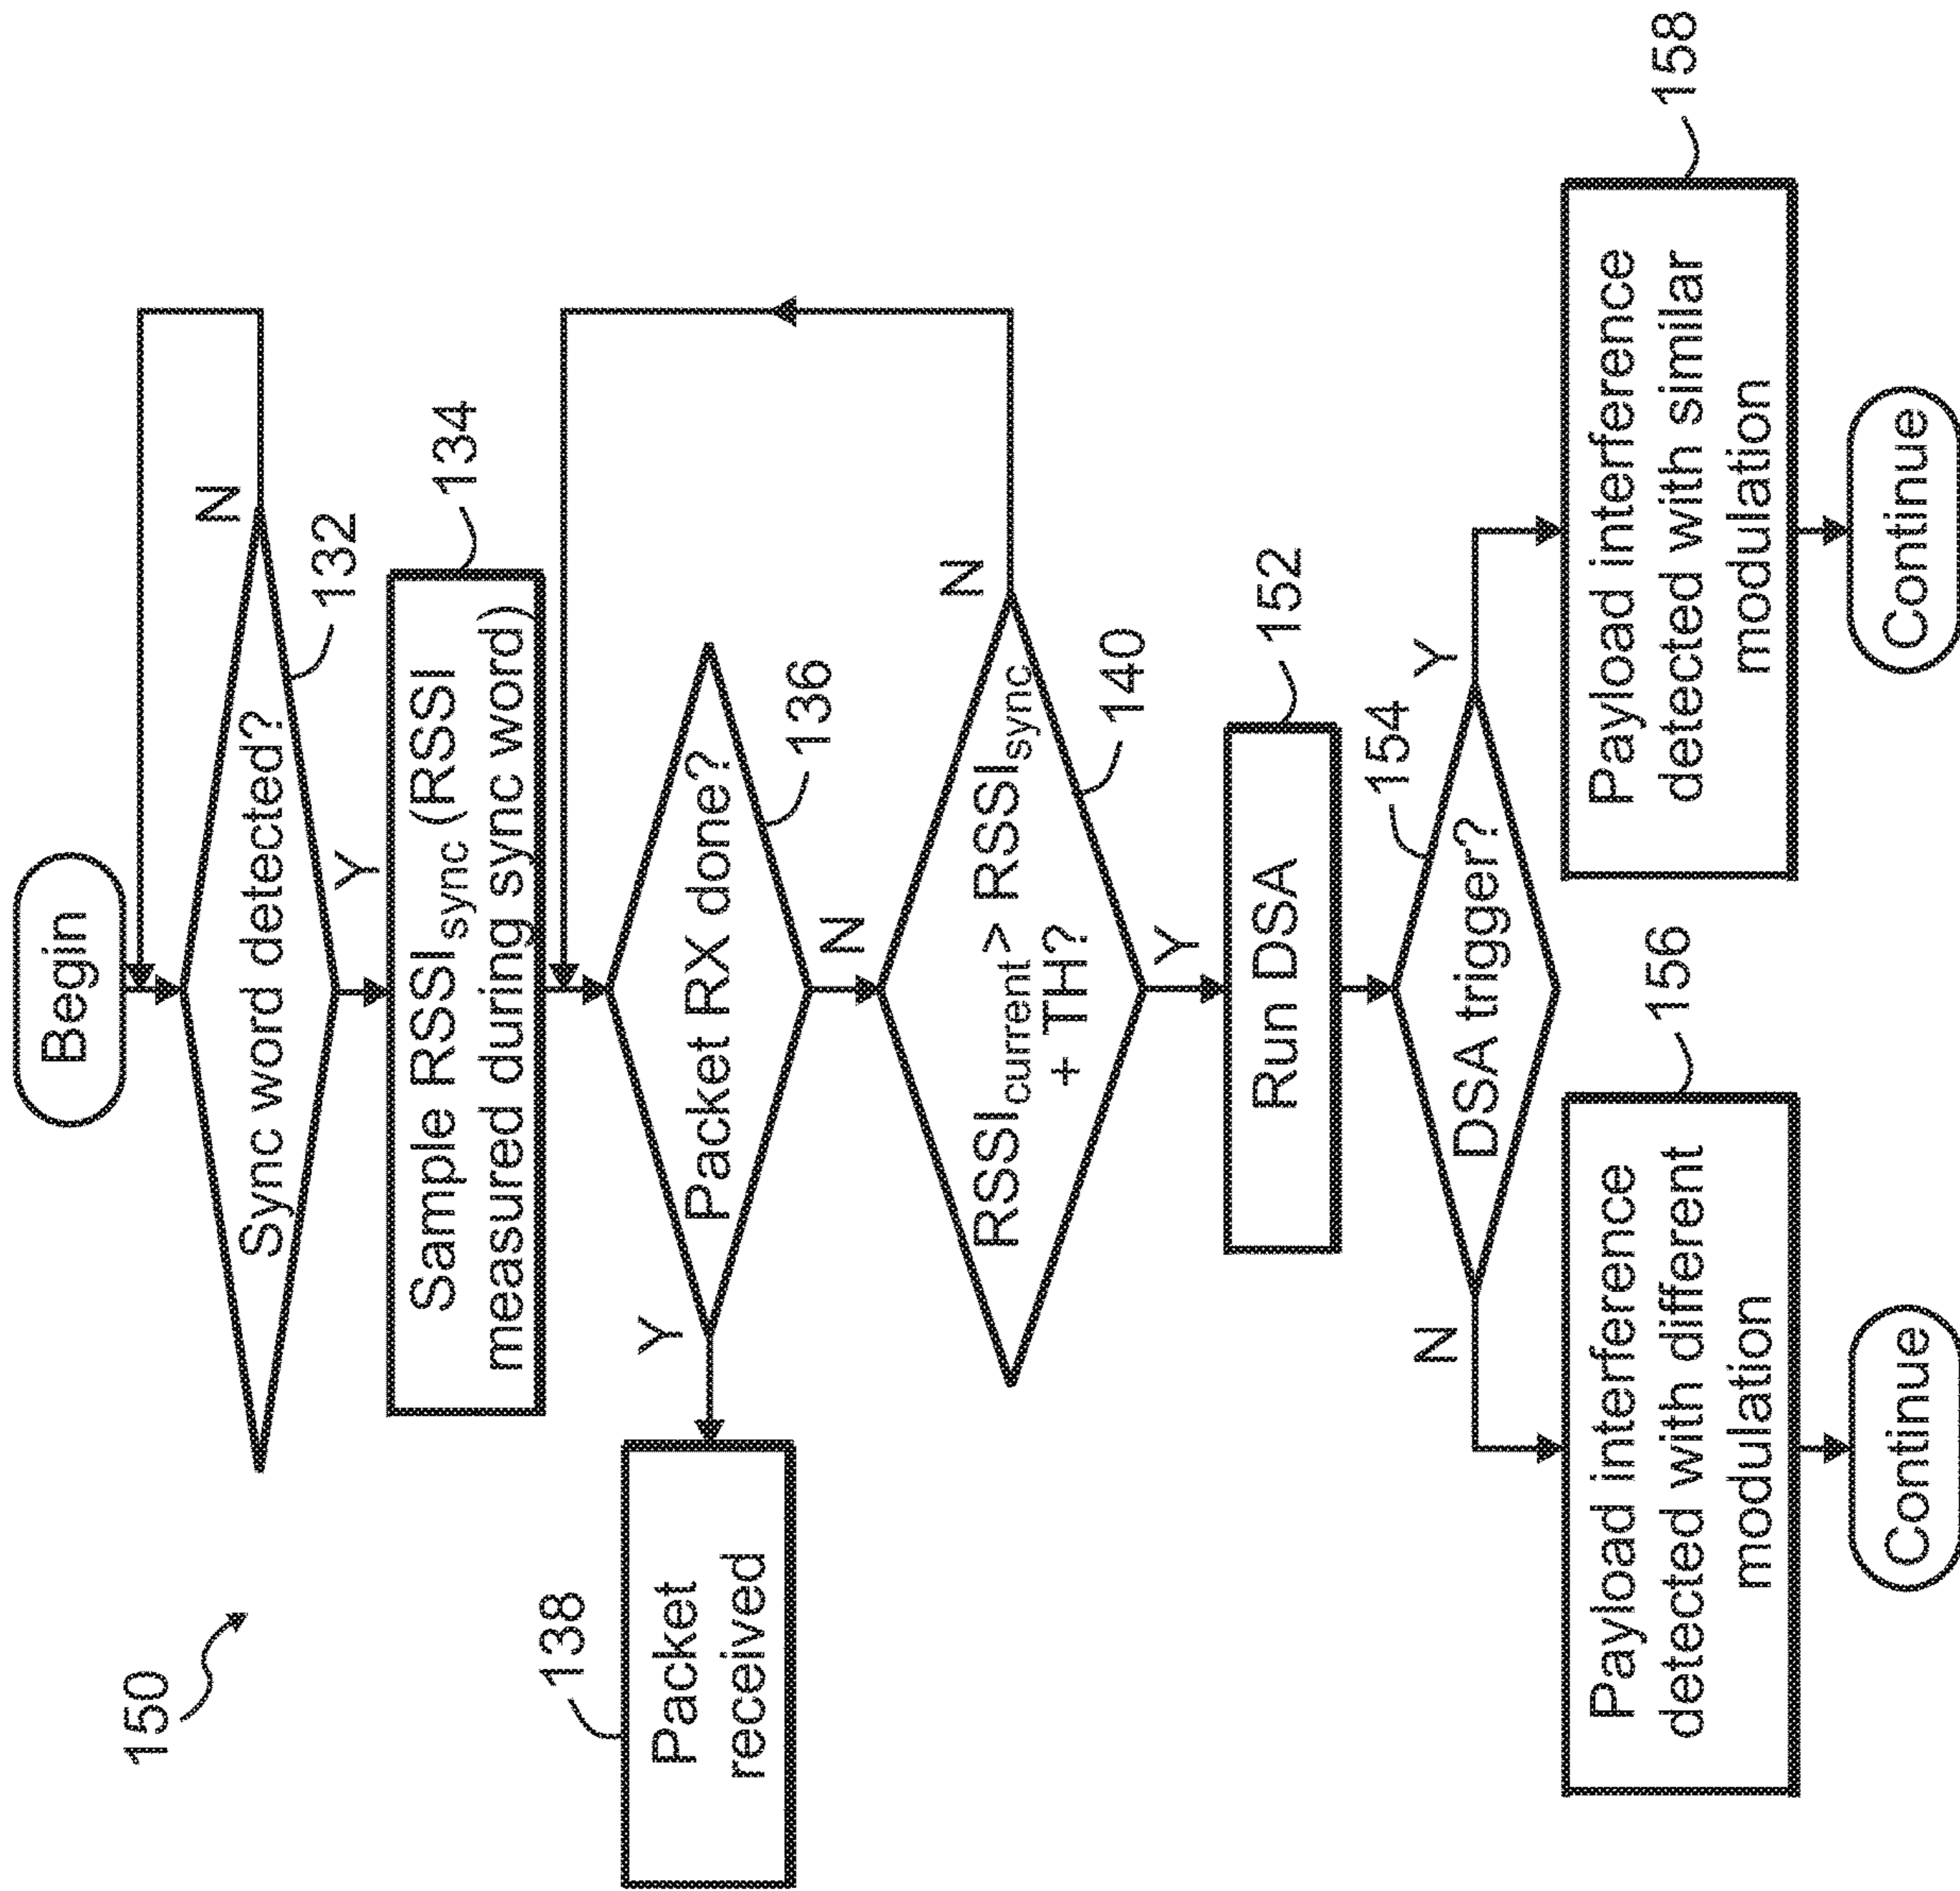 150
Begin
Sync word detected?
N
132
Y
Sample RSSIsync (RSSI
measured during sync word)
134
Packet RX done?
136
Y
138
Packet
received
N
RSSIcurrent > RSSIsync
+ TH?
N
140
Y
Run DSA
152
DSA trigger?
154
N
Y
Payload interference
detected with different
modulation
156
Payload interference
detected with similar
modulation
158
Continue
Continue